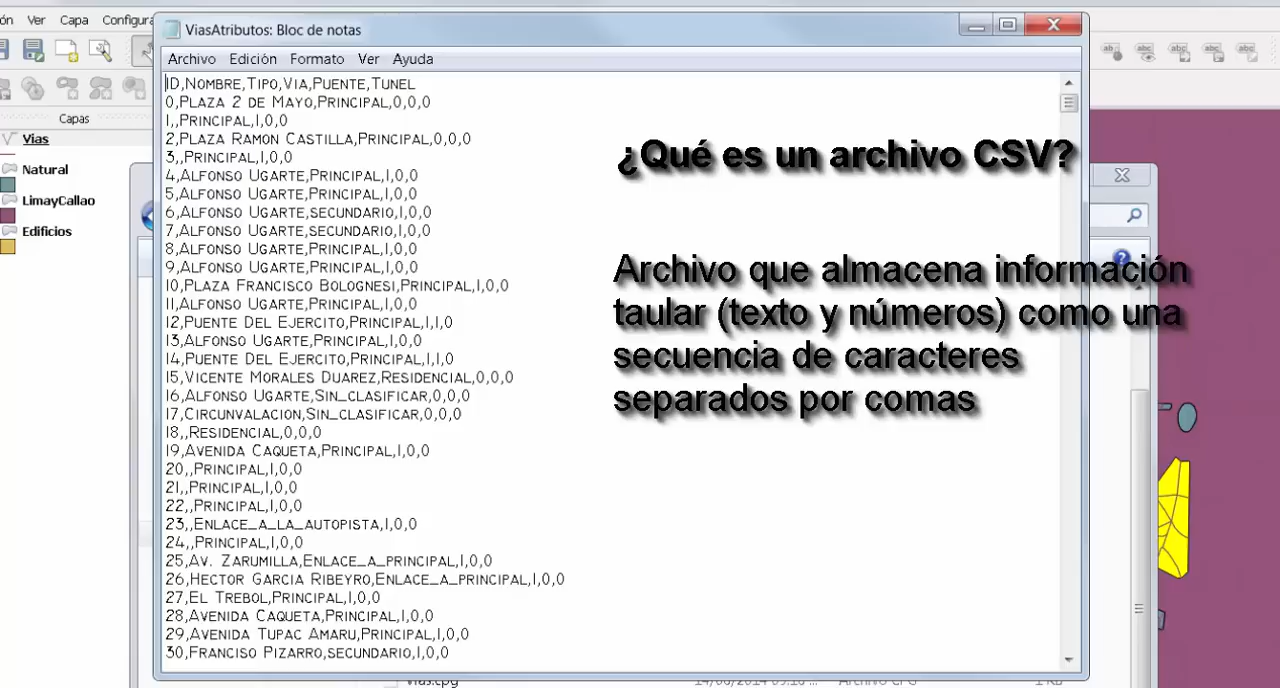 ViasAtributos: Bloc de notas
ón Ver Capa Configura
Archivo Edición Formato Ver Ayuda
Capas
Vias
Natural
LimayCallao
Edificios
ID,Nombre,Tipo,Via,Puente,Tunel
0,Plaza 2 de Mayo,Principal,0,0,0
1,,Principal,1,0,0
2,Plaza Ramon Castilla,Principal,0,0,0
3,,Principal,1,0,0
4,Alfonso Ugarte,Principal,1,0,0
5,Alfonso Ugarte,Principal,1,0,0
6,Alfonso Ugarte,secundario,1,0,0
7,Alfonso Ugarte,secundario,1,0,0
8,Alfonso Ugarte,Principal,1,0,0
9,Alfonso Ugarte,Principal,1,0,0
10,Plaza Francisco Bolognesi,Principal,1,0,0
11,Alfonso Ugarte,Principal,1,0,0
12,Puente Del Ejercito,Principal,1,1,0
13,Alfonso Ugarte,Principal,1,0,0
14,Puente Del Ejercito,Principal,1,1,0
15,Vicente Morales Duarez,Residencial,0,0,0
16,Alfonso Ugarte,Sin_clasificar,0,0,0
17,Circunvalacion,Sin_clasificar,0,0,0
18,,Residencial,0,0,0
19,Avenida Caqueta,Principal,1,0,0
20,,Principal,1,0,0
21,,Principal,1,0,0
22,,Principal,1,0,0
23,,Enlace_a_la_autopista,1,0,0
24,,Principal,1,0,0
25,Av. Zarumilla,Enlace_a_principal,1,0,0
26,Hector Garcia Ribeyro,Enlace_a_principal,1,0,0
27,El Trebol,Principal,1,0,0
28,Avenida Caqueta,Principal,1,0,0
29,Avenida Tupac Amaru,Principal,1,0,0
30,Franciso Pizarro,secundario,1,0,0
¿Qué es un archivo CSV?
Archivo que almacena información
taular (texto y números) como una
secuencia de caracteres
separados por comas